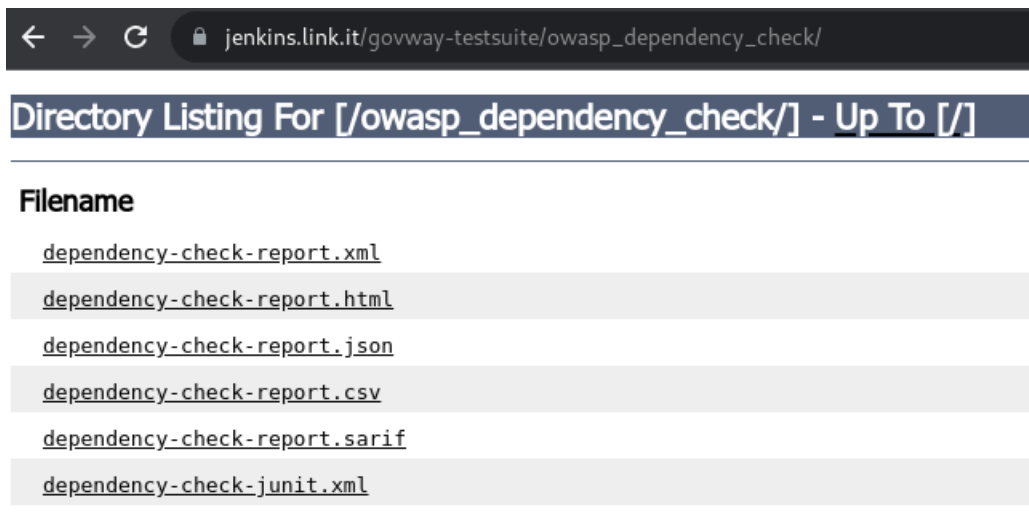 jenkins.link.it/govway-testsuite/owasp_dependency_check/
Directory Listing For [/owasp_dependency_check/] - Up To [/]
Filename
dependency-check-report.xml
dependency-check-report.html
dependency-check-report.json
dependency-check-report.csv
dependency-check-report.sarif
dependency-check-junit.xml